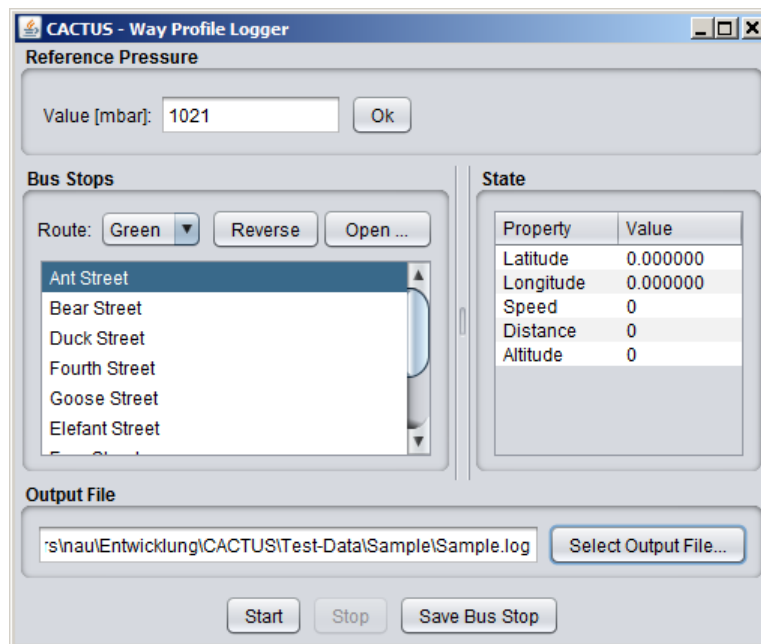 CACTUS - Way Profile Logger
Reference Pressure
Value [mbar]: 1021 Ok
Bus Stops
Route: Green Reverse Open ...
Ant Street
Bear Street
Duck Street
Fourth Street
Goose Street
Elefant Street
State
Property Value
Latitude 0.000000
Longitude 0.000000
Speed 0
Distance 0
Altitude 0
Output File
rs\nau\Entwicklung\CACTUS\Test-Data\Sample\Sample.log Select Output File...
Start Stop Save Bus Stop